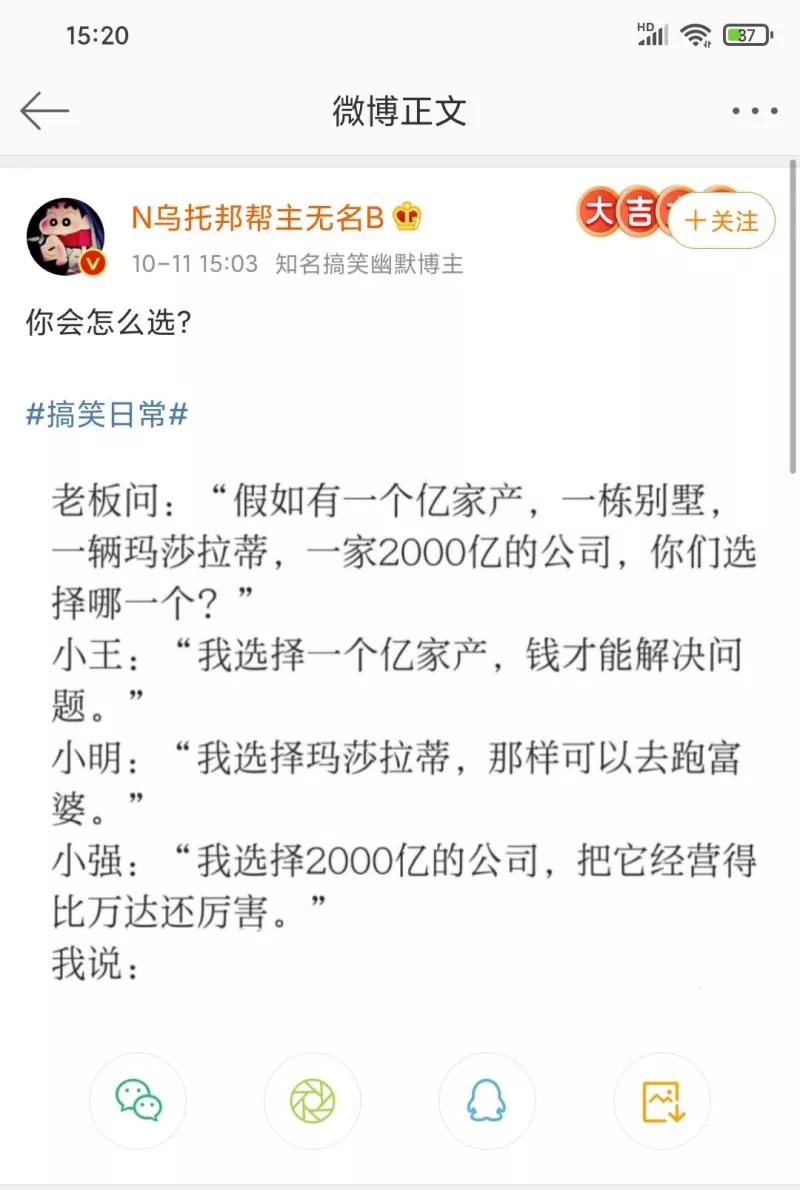 15:20
HD
37
微博正文
N乌托邦帮主无名B
大吉
+关注
10-11 15:03 知名搞笑幽默博主
你会怎么选?
#搞笑日常#
老板问：“假如有一个亿家产，一栋别墅，
一辆玛莎拉蒂，一家2000亿的公司，你们选
择哪一个？”
小王：“我选择一个亿家产，钱才能解决问
题。”
小明：“我选择玛莎拉蒂，那样可以去跑富
婆。”
小强：“我选择2000亿的公司，把它经营得
比万达还厉害。”
我说：